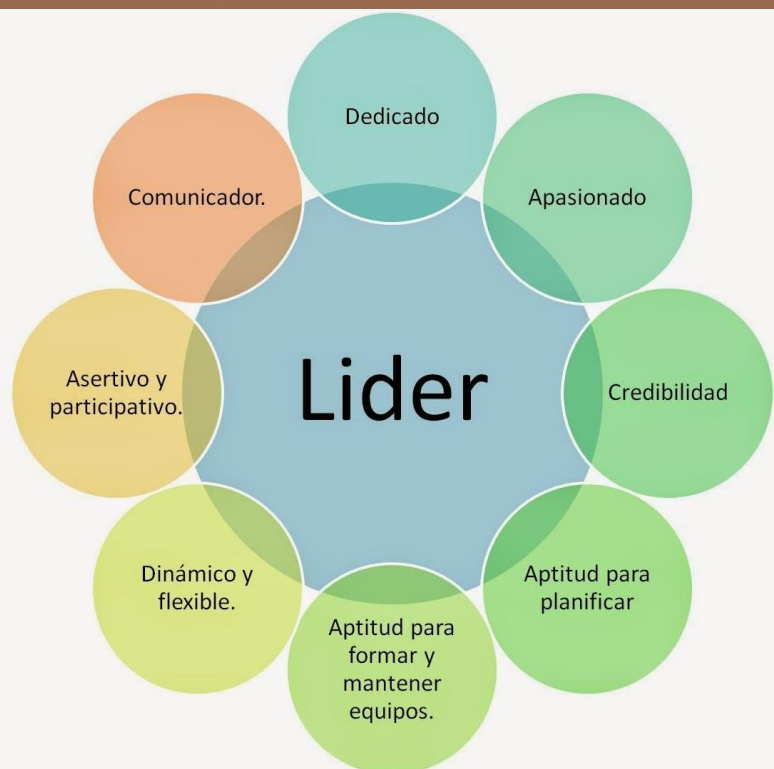 Dedicado
Apasionado
Credibilidad
Aptitud para
planificar
Aptitud para
formar y
mantener
equipos.
Dinámico y
flexible.
Asertivo y
participativo.
Comunicador.
Lider